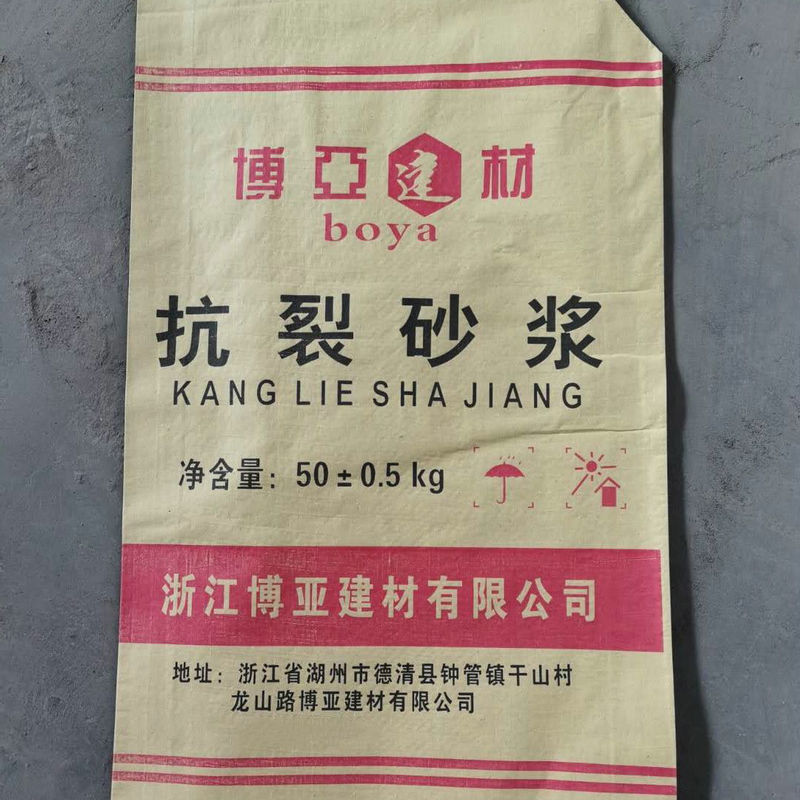 博亞建材
boya
抗裂砂浆
KANG LIE SHA JIANG
净含量：50±0.5kg
浙江博亚建材有限公司
地址：浙江省湖州市德清县钟管镇干山村
龙山路博亚建材有限公司